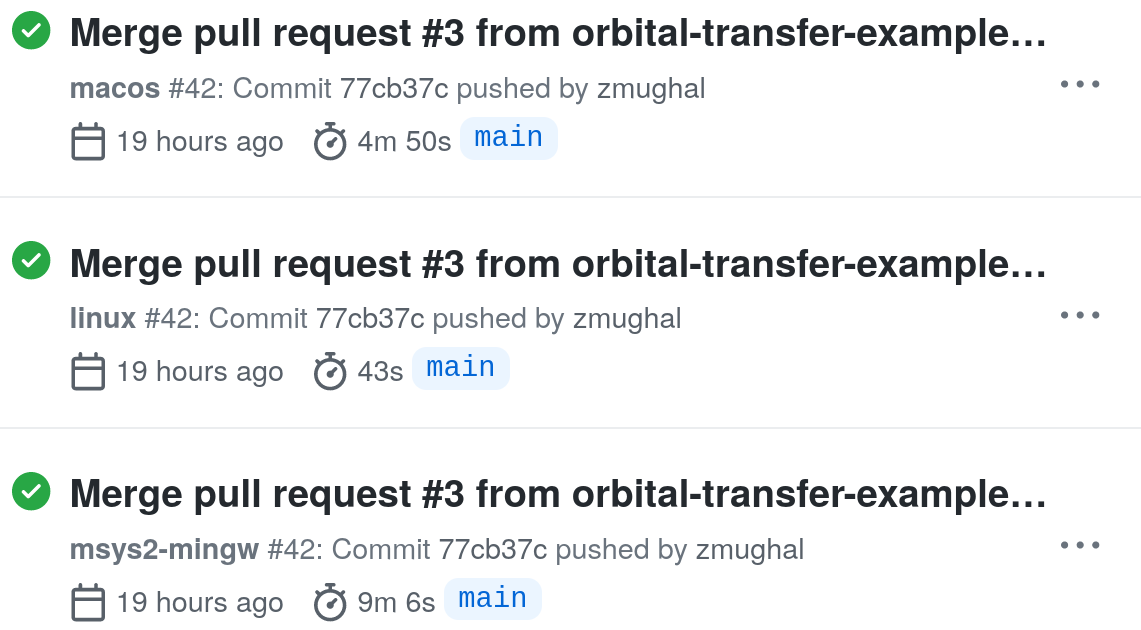 Merge pull request #3 from orbital-transfer-example…
macos #42: Commit 77cb37c pushed by zmughal
19 hours ago 4m 50s main
Merge pull request #3 from orbital-transfer-example…
linux #42: Commit 77cb37c pushed by zmughal
19 hours ago 43s main
Merge pull request #3 from orbital-transfer-example…
msys2-mingw #42: Commit 77cb37c pushed by zmughal
19 hours ago 9m 6s main